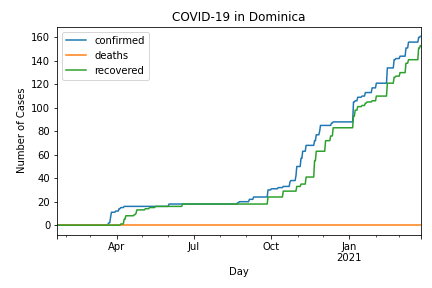 COVID-19 in Dominica
confirmed
deaths
recovered
Number of Cases
160
140
120
100
80
60
40
20
0
Apr
Jul
Oct
Jan
2021
Day